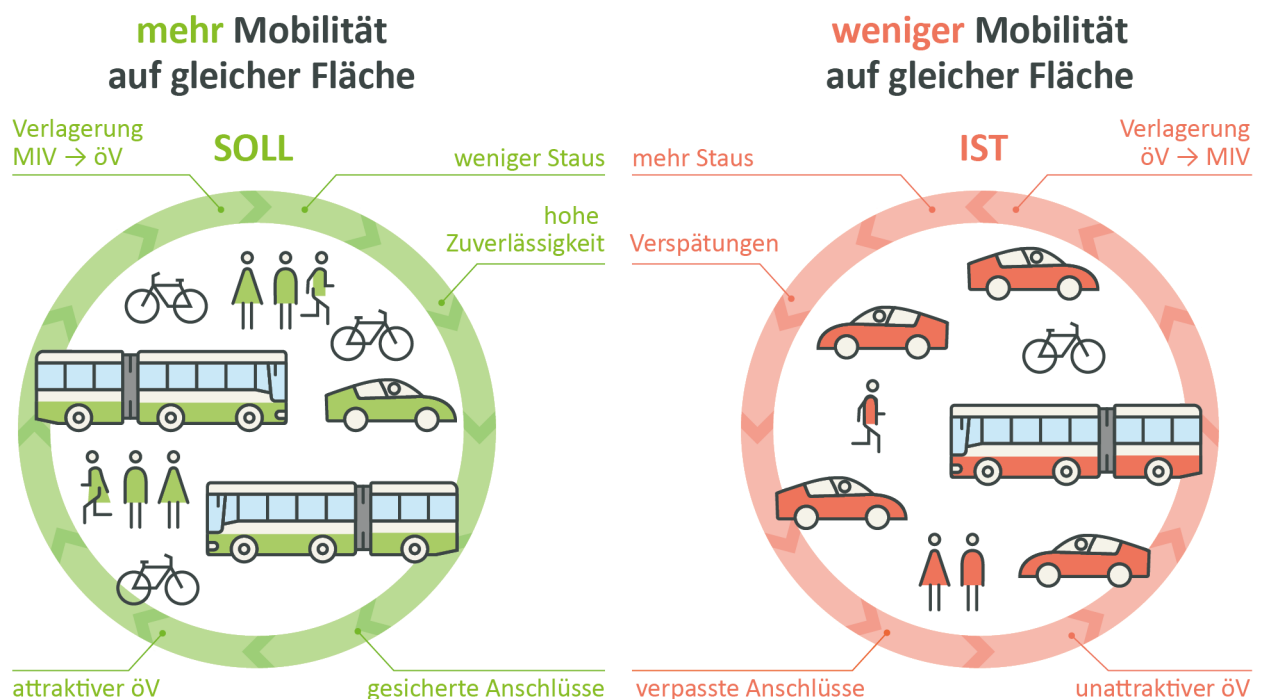 mehr Mobilität
auf gleicher Fläche
Verlagerung
MIV → öV
SOLL
weniger Staus
hohe
Zuverlässigkeit
attraktiver öV
gesicherte Anschlüsse
weniger Mobilität
auf gleicher Fläche
mehr Staus
IST
Verlagerung
öV → MIV
Verspätungen
verpasste Anschlüsse
unattraktiver öV